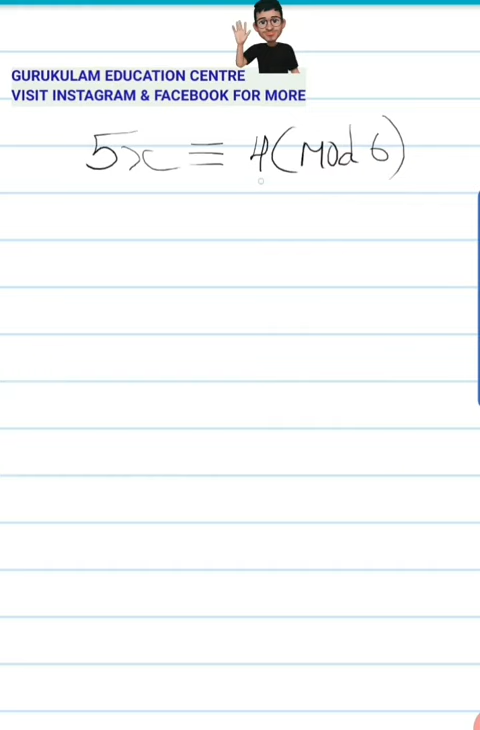 GURUKULAM EDUCATION CENTRE
VISIT INSTAGRAM & FACEBOOK FOR MORE
5x ≡ 4(Mod 6)